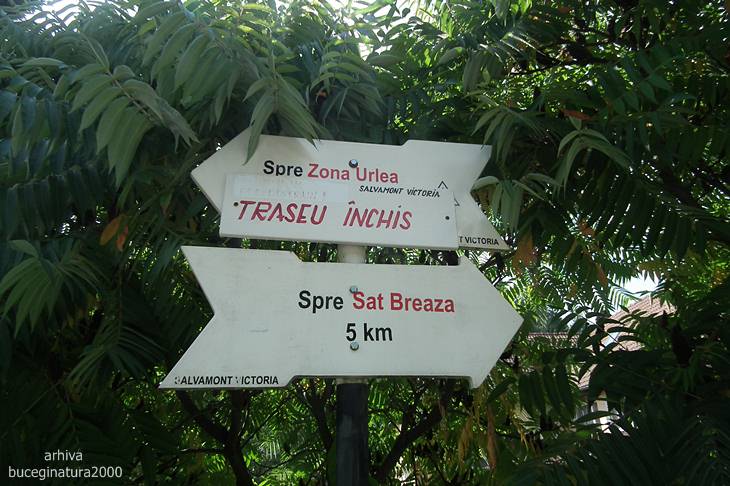 Spre Zona Urlea
SALVAMONT VICTORIA
TRASEU ÎNCHIS
VICTORIA
Spre Sat Breaza
5 km
SALVAMONT VICTORIA
arhiva
buceginatura2000